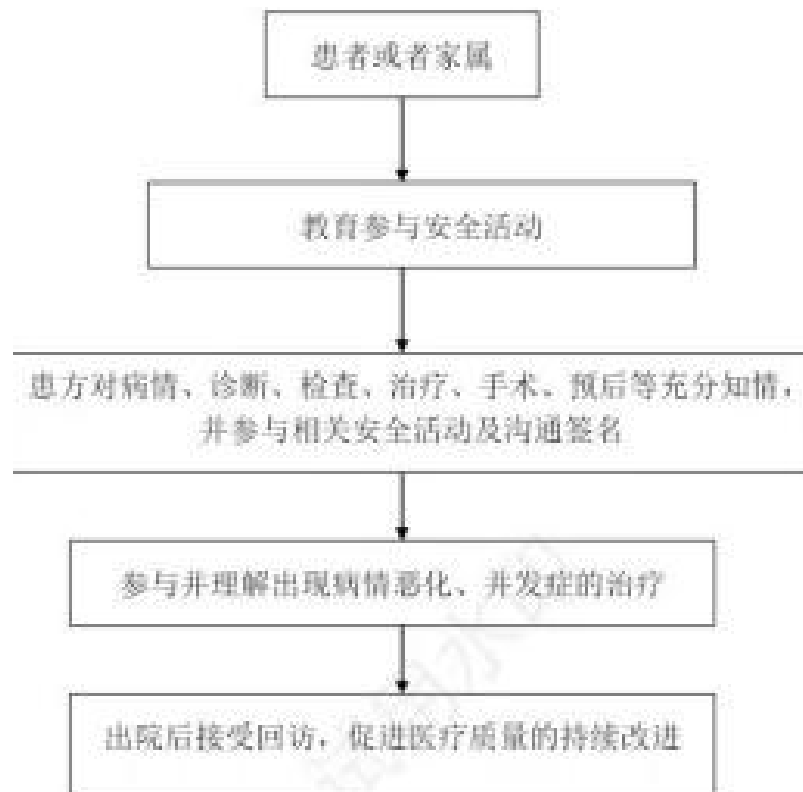 患者或者家属
教育参与安全活动
患方对病情、诊断、检查、治疗、手术、预后等充分知情，
并参与相关安全活动及沟通签名
参与并理解出现病情恶化、并发症的治疗
出院后接受回访，促进医疗质量的持续改进